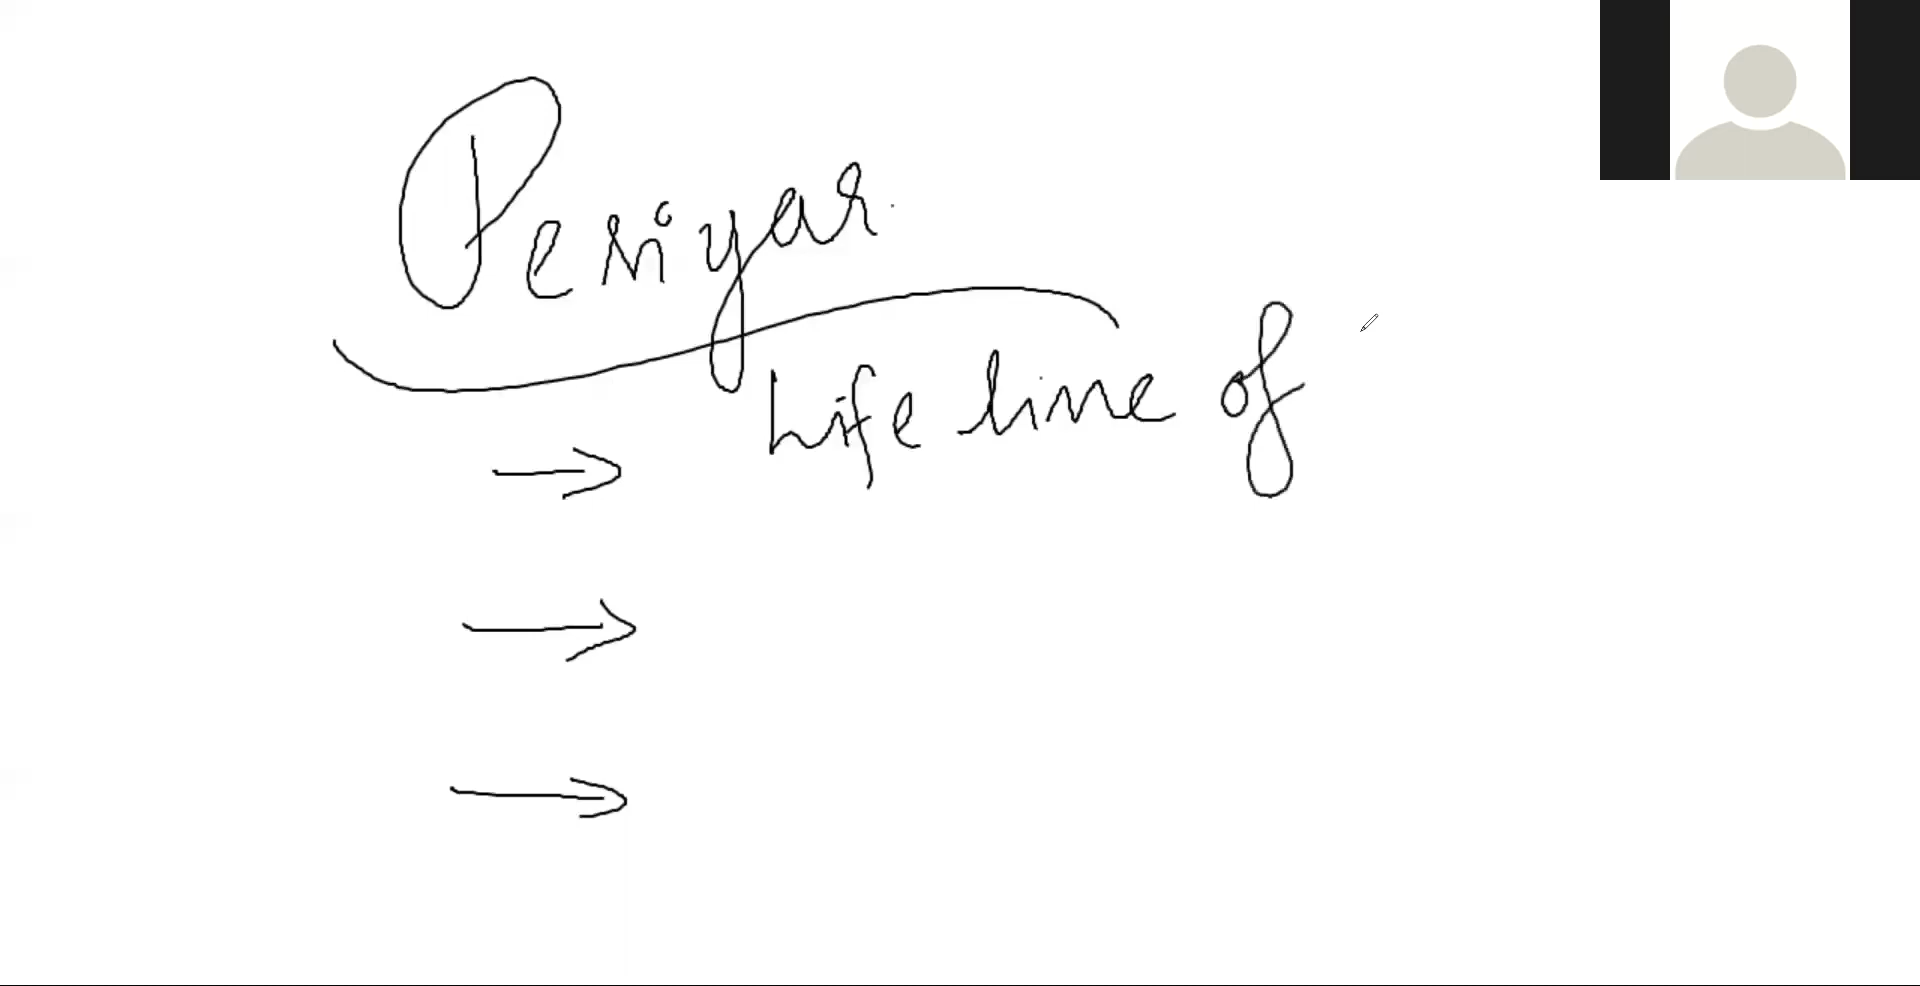 Periyar.
→ Life line of
→
→